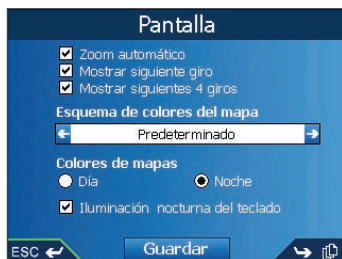 Pantalla
Zoom automático
Mostrar siguiente giro
Mostrar siguientes 4 giros
Esquema de colores del mapa
Predeterminado
Colores de mapas
Día Noche
Iluminación nocturna del teclado
ESC Guardar